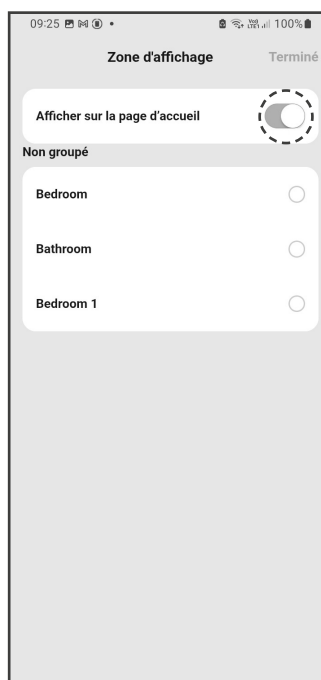 09:25
100%
Zone d'affichage
Terminé
Afficher sur la page d'accueil
Non groupé
Bedroom
Bathroom
Bedroom 1